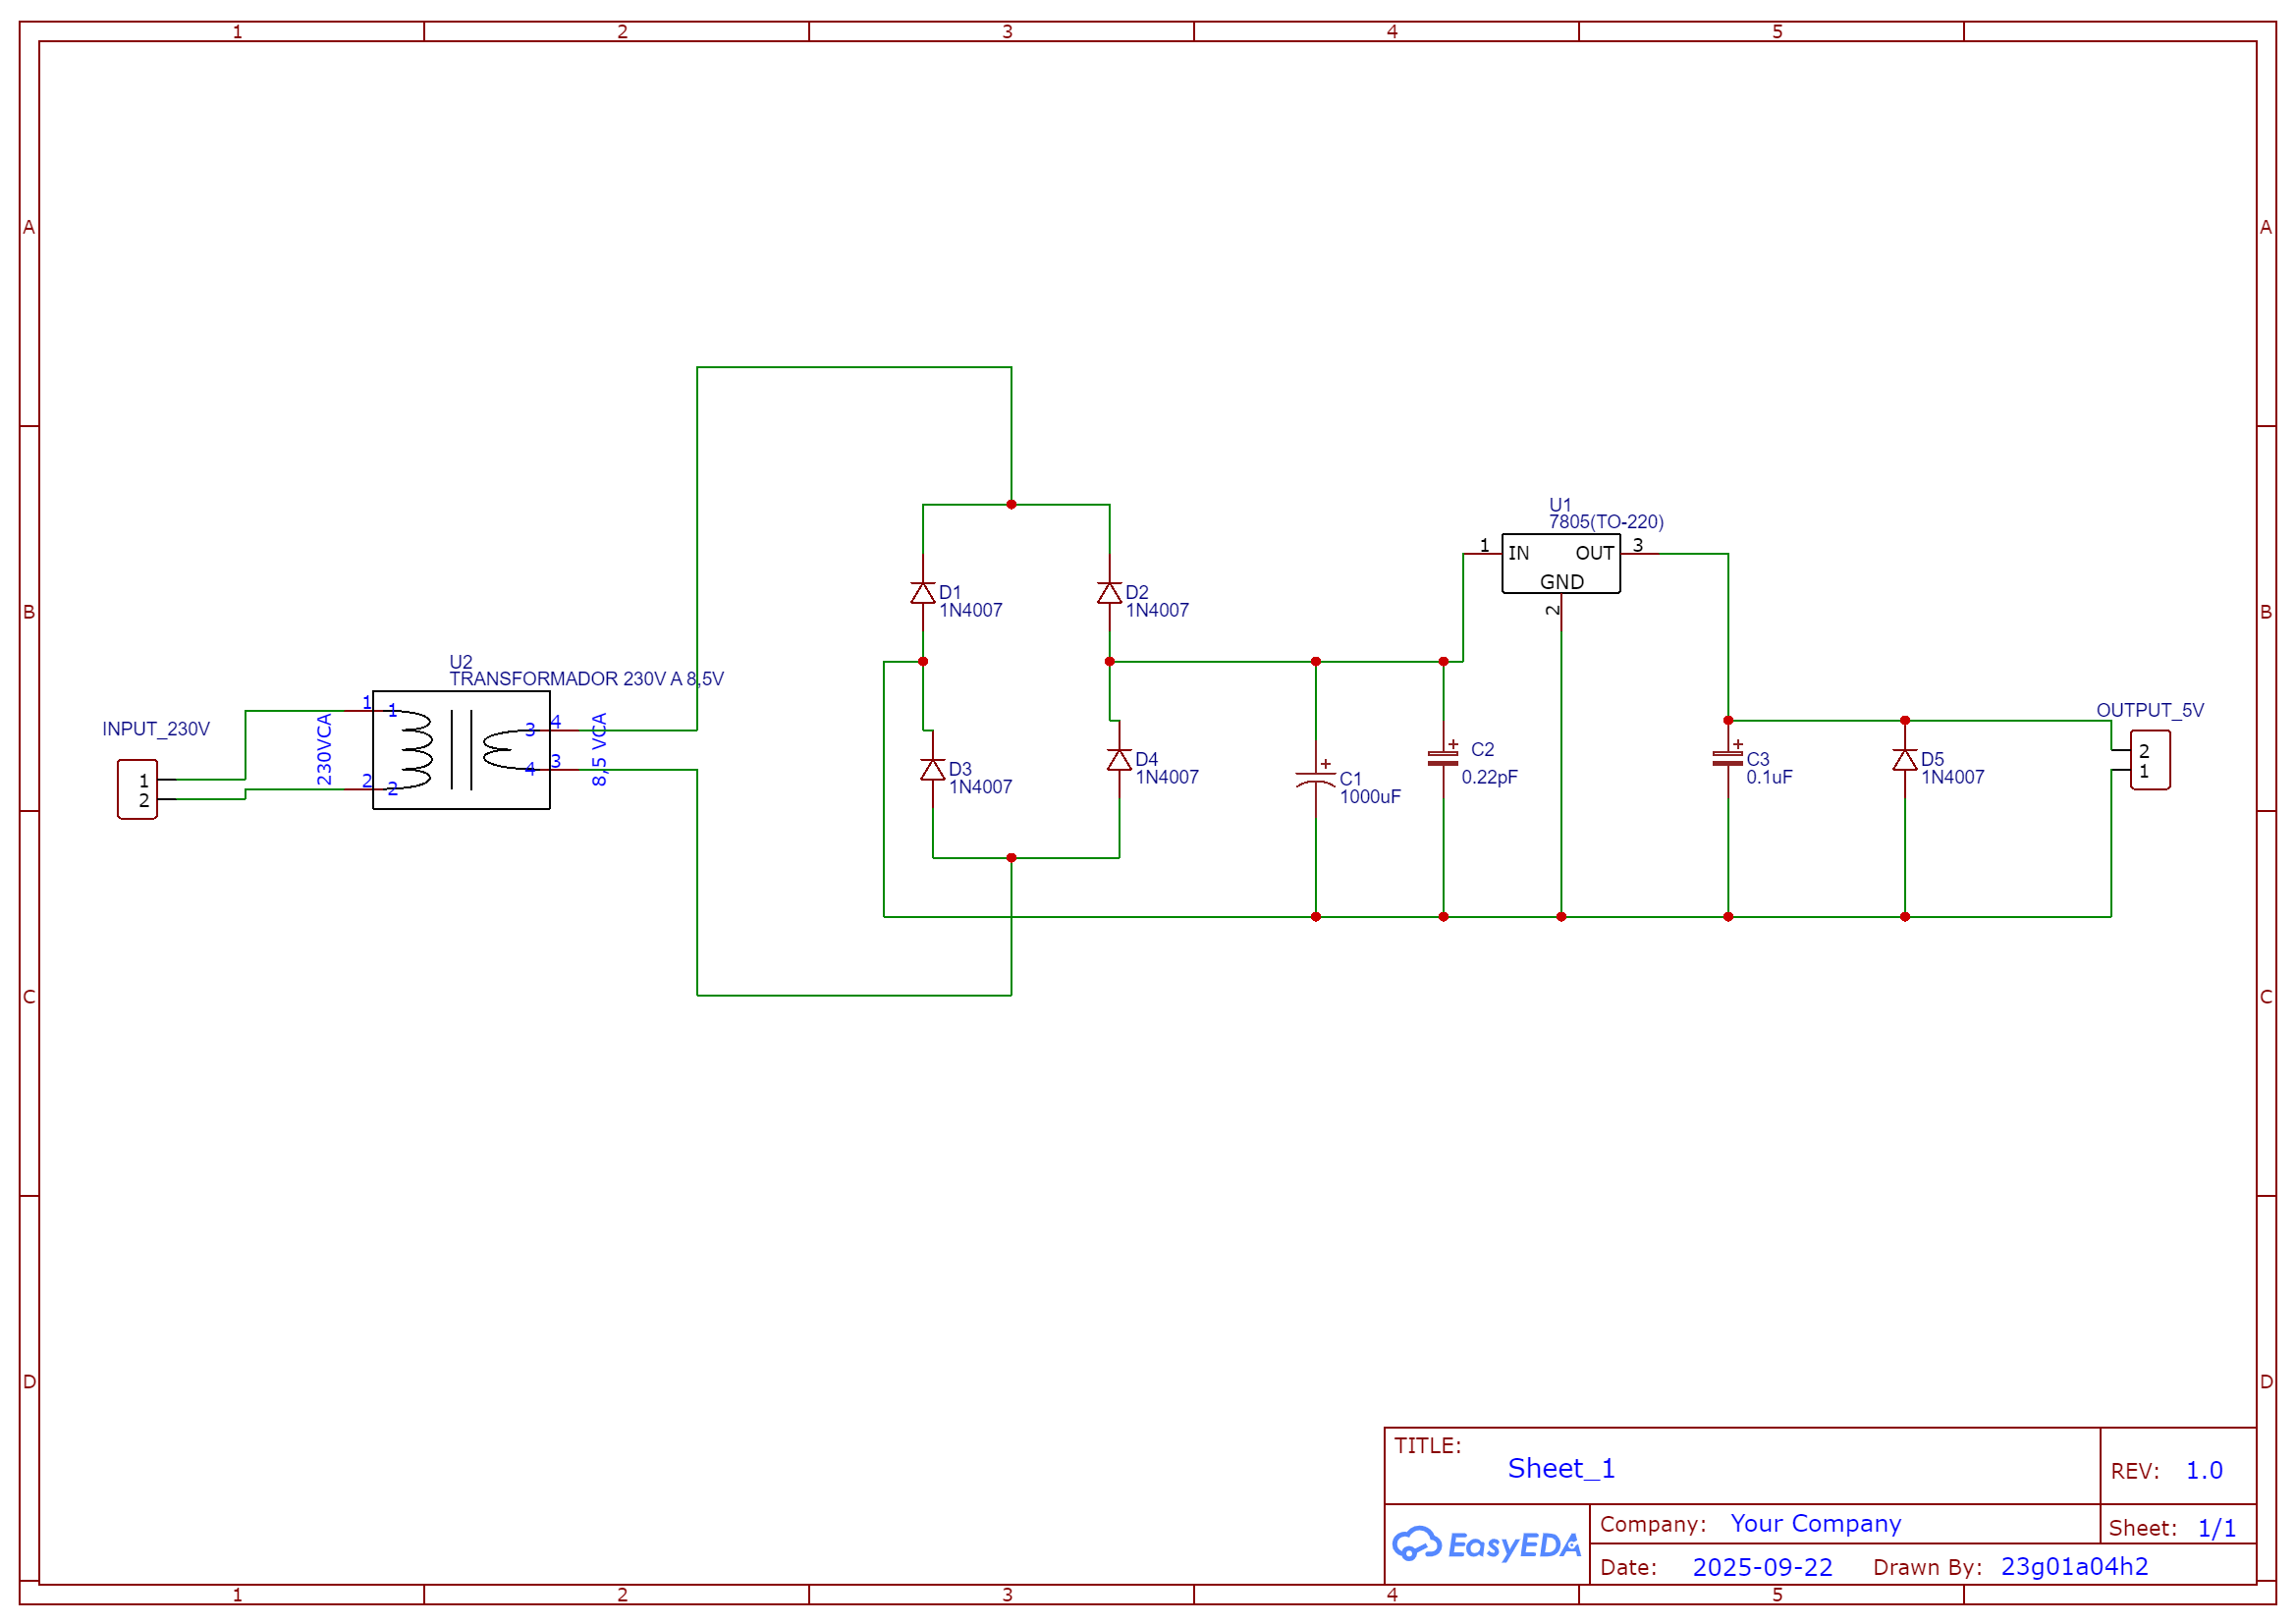 1 2 3 4 5
A A
U1
7805(TO-220)
1 IN OUT 3
GND
2
D1
1N4007
D2
1N4007
B B
U2
TRANSFORMADOR 230V A 8,5V
INPUT_230V
1
2
230VCA
1 1
2 2
3 4
4 3
8,5 VCA
D3
1N4007
D4
1N4007
+
C1
1000uF
+
C2
0.22pF
+
C3
0.1uF
D5
1N4007
OUTPUT_5V
2
1
C C
D D
TITLE:
Sheet_1
REV: 1.0
EasyEDA
Company: Your Company
Sheet: 1/1
Date: 2025-09-22 Drawn By: 23g01a04h2
1 2 3 4 5